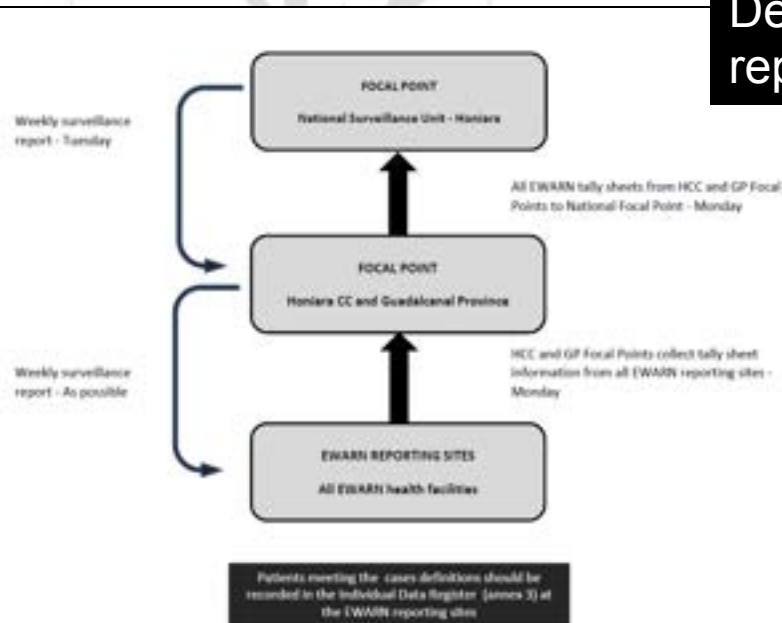 De
rep
FOCAL POINT
National Surveillance Unit - Honiara
Weekly surveillance
report - Tuesday
All EWARN tally sheets from HCC and GP Focal
Points to National Focal Point - Monday
FOCAL POINT
Honiara CC and Guadalcanal Province
HCC and GP Focal Points collect tally sheet
information from all EWARN reporting sites -
Monday
Weekly surveillance
report - As possible
EWARN REPORTING SITES
All EWARN health facilities
Patients meeting the cases definitions should be
recorded in the Individual Data Register (annex 3) at
the EWARN reporting sites